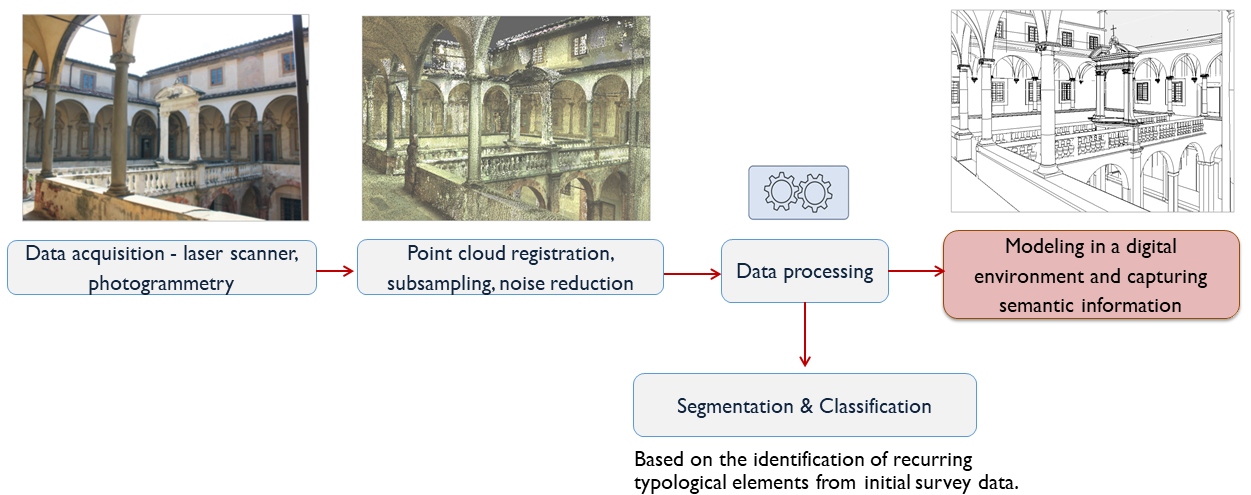 Data acquisition - laser scanner,
photogrammetry
Point cloud registration,
subsampling, noise reduction
Data processing
Modeling in a digital
environment and capturing
semantic information
Segmentation & Classification
Based on the identification of recurring
typological elements from initial survey data.